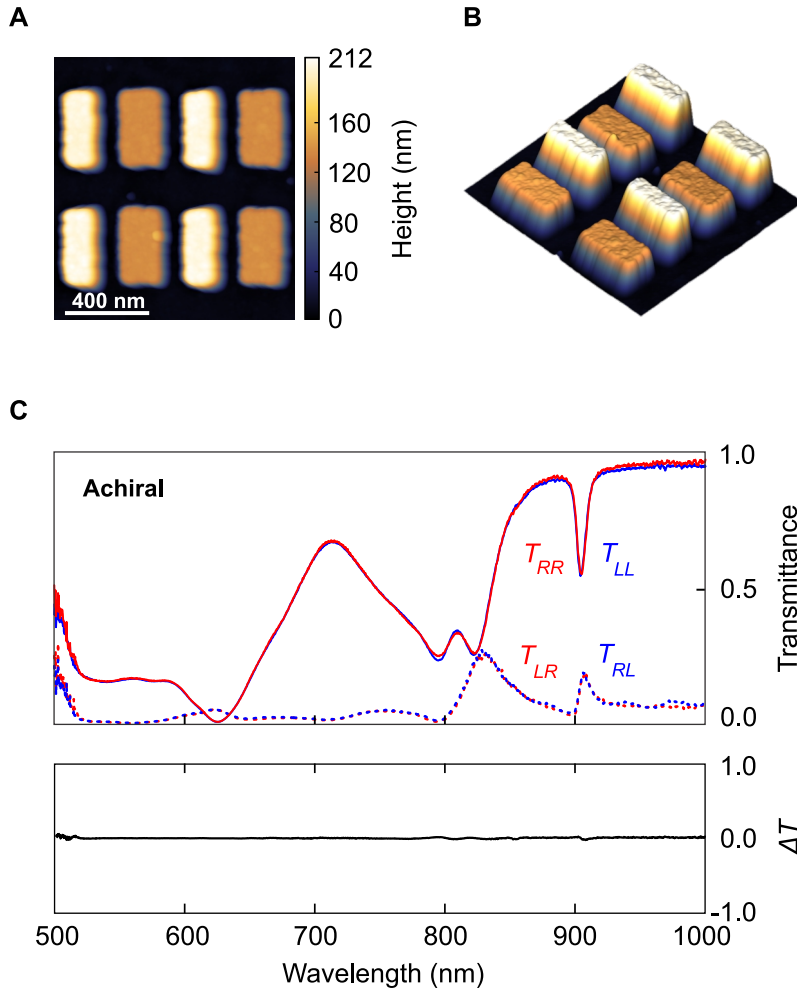 A
B
212
160
120
80
40
0
Height (nm)
400 nm
C
Achiral
1.0
0.5
0.0
Transmittance
T_RR
T_LL
T_LR
T_RL
1.0
0.0
-1.0
ΔT
500
600
700
800
900
1000
Wavelength (nm)